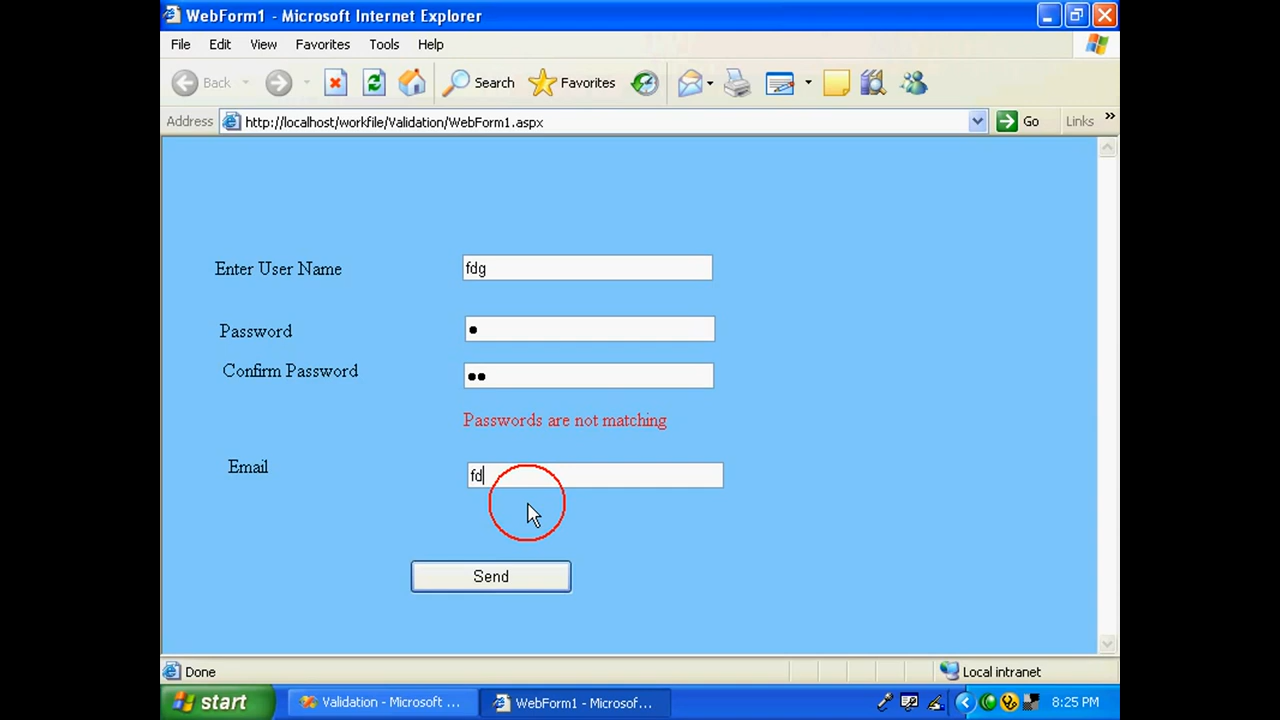 WebForm1 - Microsoft Internet Explorer
File Edit View Favorites Tools Help
Back Search Favorites
Address http://localhost/workfile/Validation/WebForm1.aspx Go Links »
Enter User Name fdg
Password ●
Confirm Password ●●
Passwords are not matching
Email fd
Send
Done Local intranet
start Validation - Microsoft ... WebForm1 - Microsof... 8:25 PM